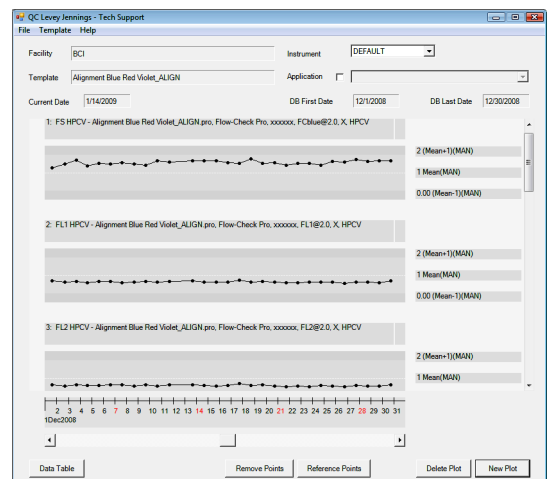 QC Levey Jennings - Tech Support
File Template Help
Facility BCI Instrument DEFAULT
Template Alignment Blue Red Violet_ALIGN Application
Current Date 1/14/2009 DB First Date 12/1/2008 DB Last Date 12/30/2008
1: FS HPCV - Alignment Blue Red Violet_ALIGN.pro, Flow-Check Pro, xxxxxx, FCblue@2.0, X, HPCV
2 (Mean+1)(MAN)
1 Mean(MAN)
0.00 (Mean-1)(MAN)
2: FL1 HPCV - Alignment Blue Red Violet_ALIGN.pro, Flow-Check Pro, xxxxxx, FL1@2.0, X, HPCV
2 (Mean+1)(MAN)
1 Mean(MAN)
0.00 (Mean-1)(MAN)
3: FL2 HPCV - Alignment Blue Red Violet_ALIGN.pro, Flow-Check Pro, xxxxxx, FL2@2.0, X, HPCV
2 (Mean+1)(MAN)
1 Mean(MAN)
2 3 4 5 6 7 8 9 10 11 12 13 14 15 16 17 18 19 20 21 22 23 24 25 26 27 28 29 30 31
1Dec2008
Data Table Remove Points Reference Points Delete Plot New Plot